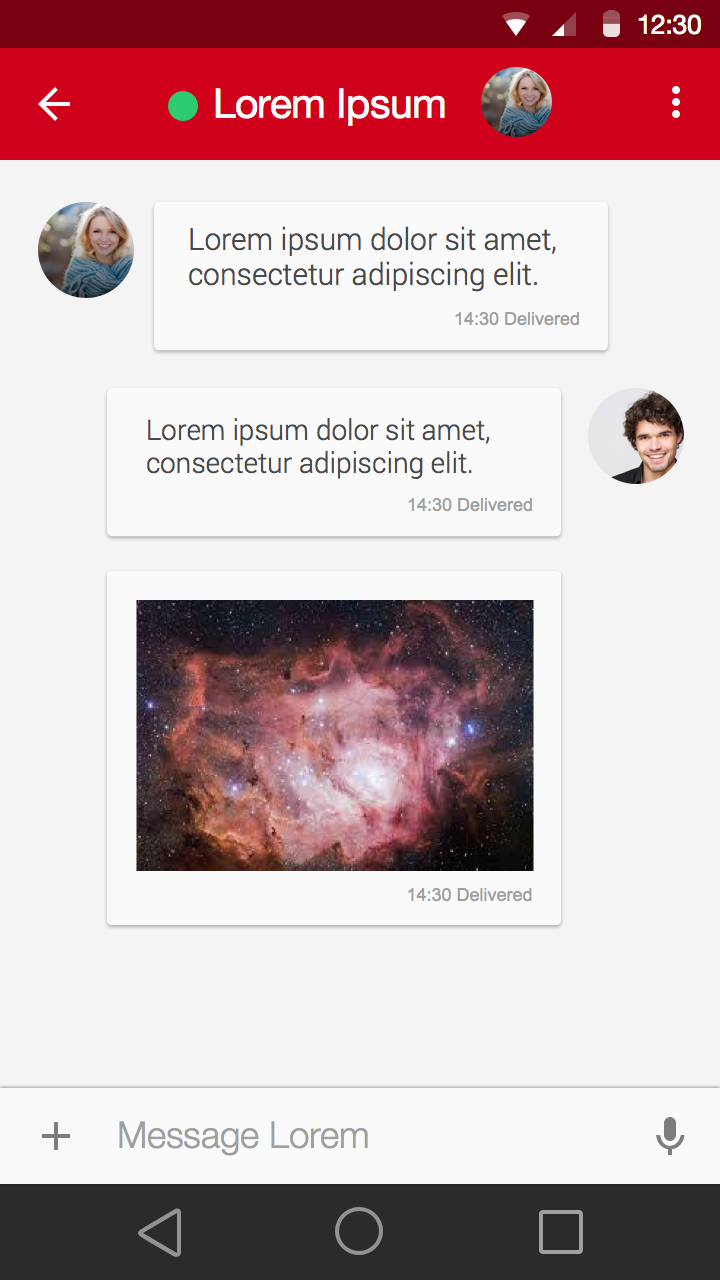 12:30
Lorem Ipsum
Lorem ipsum dolor sit amet,
consectetur adipiscing elit.
14:30 Delivered
Lorem ipsum dolor sit amet,
consectetur adipiscing elit.
14:30 Delivered
14:30 Delivered
Message Lorem